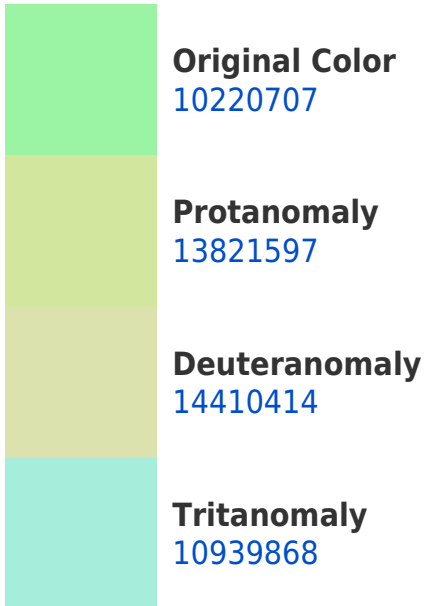 Original Color
10220707
Protanomaly
13821597
Deuteranomaly
14410414
Tritanomaly
10939868